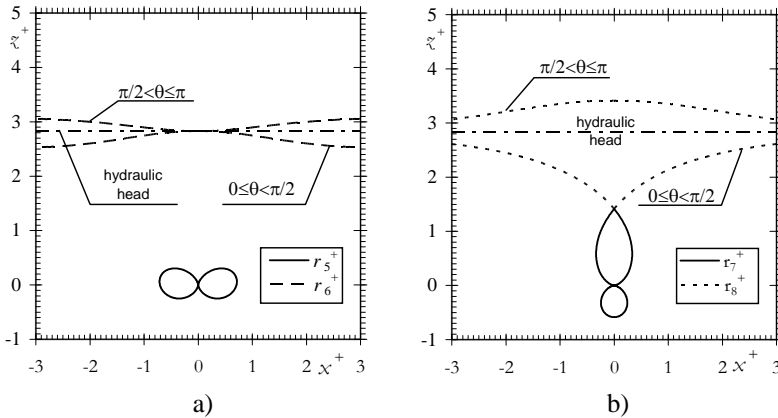 5
4
3
2
1
0
-1
z+
π/2<θ≤π
hydraulic
head
0≤θ<π/2
r5+
r6+
-3 -2 -1 0 1 2 3
x+
a)
5
4
3
2
1
0
-1
z+
π/2<θ≤π
hydraulic
head
0≤θ<π/2
r7+
r8+
-3 -2 -1 0 1 2 3
x+
b)